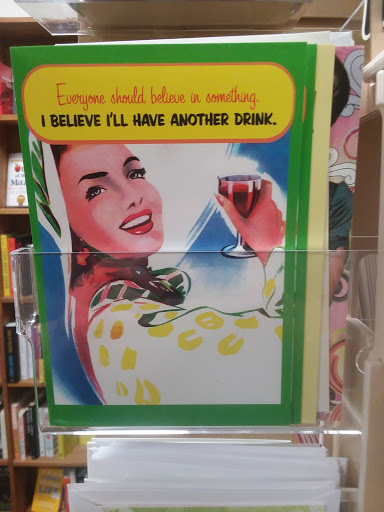 Everyone should believe in something.
I BELIEVE I'LL HAVE ANOTHER DRINK.